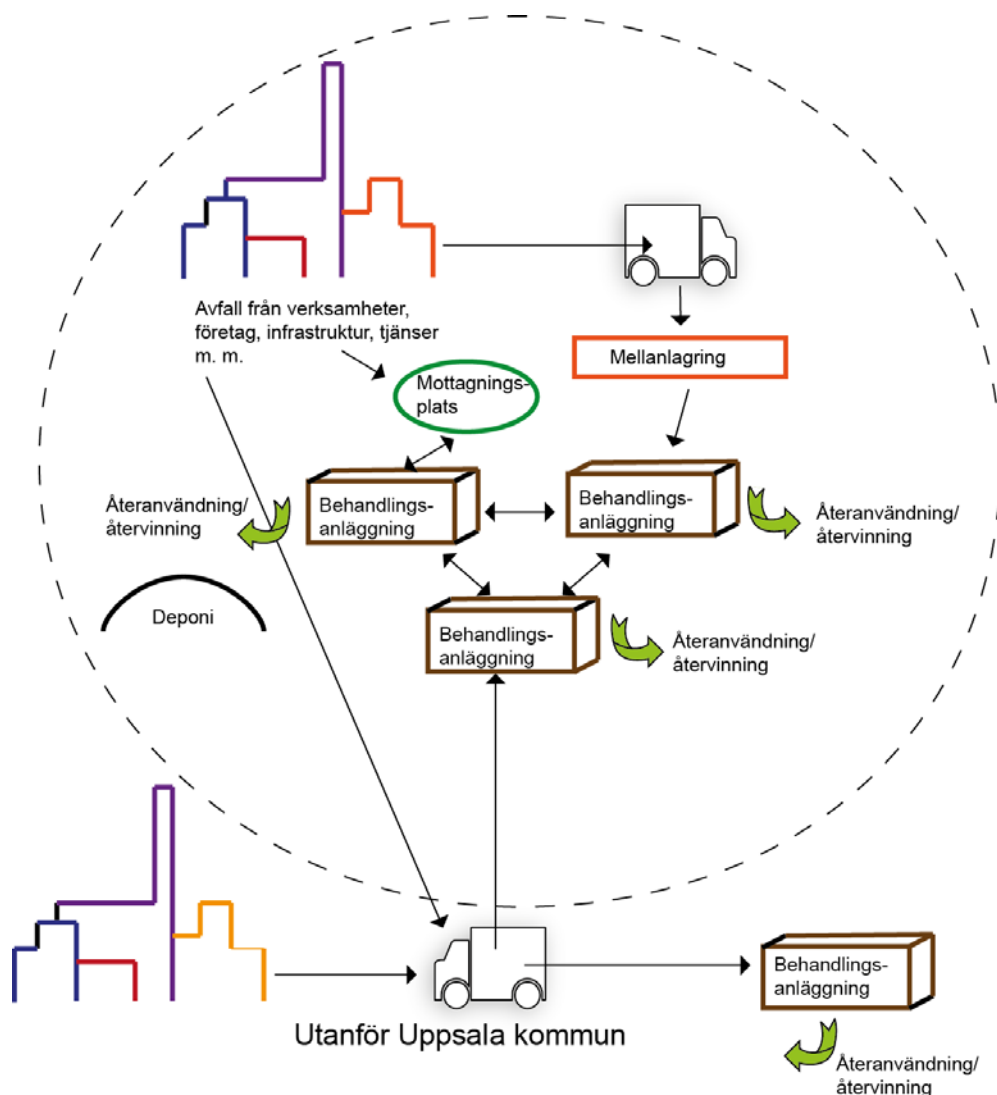 Avfall från verksamheter,
företag, infrastruktur, tjänser
m. m.
Mellanlagring
Mottagnings-
plats
Behandlings-
anläggning
Behandlings-
anläggning
Återanvändning/
återvinning
Återanvändning/
återvinning
Deponi
Behandlings-
anläggning
Återanvändning/
återvinning
Behandlings-
anläggning
Utanför Uppsala kommun
Återanvändning/
återvinning